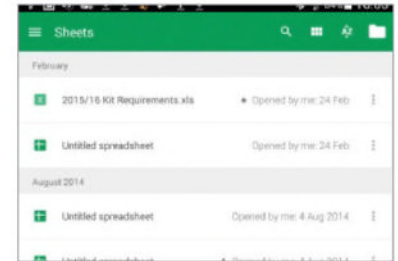 Sheets
February
2015/16 Kit Requirements.xls Opened by me: 24 Feb
Untitled spreadsheet Opened by me: 24 Feb
August 2014
Untitled spreadsheet Opened by me: 4 Aug 2014